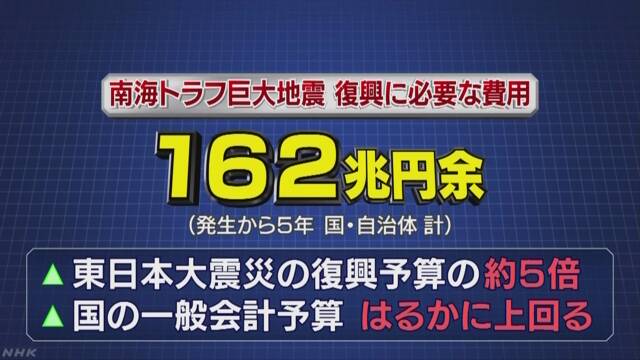 南海トラフ巨大地震 復興に必要な費用
162兆円余
(発生から5年 国・自治体 計)
▲東日本大震災の復興予算の約5倍
▲国の一般会計予算 はるかに上回る
NHK